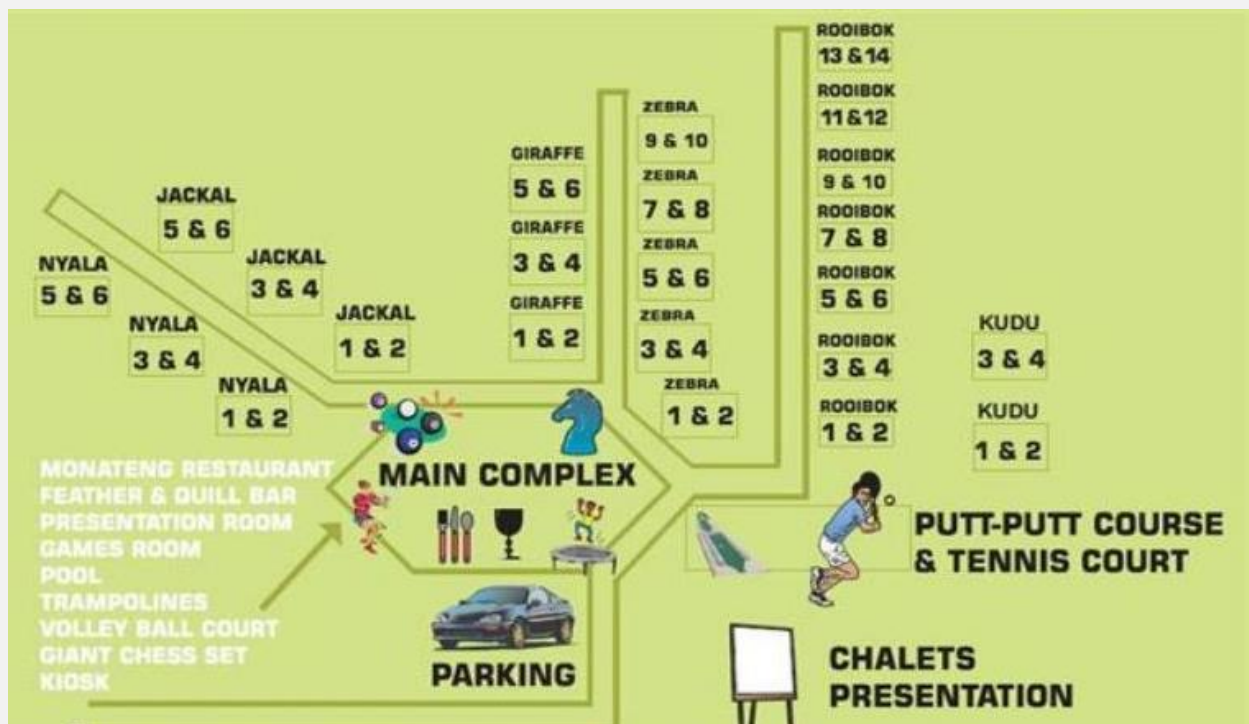 ROOIBOK
13 & 14
ROOIBOK
11 & 12
ZEBRA
9 & 10
GIRAFFE
5 & 6
ROOIBOK
9 & 10
ZEBRA
7 & 8
JACKAL
5 & 6
ROOIBOK
7 & 8
GIRAFFE
3 & 4
ZEBRA
5 & 6
NYALA
5 & 6
JACKAL
3 & 4
ROOIBOK
5 & 6
GIRAFFE
1 & 2
JACKAL
1 & 2
ZEBRA
3 & 4
NYALA
3 & 4
KUDU
3 & 4
ROOIBOK
3 & 4
NYALA
1 & 2
ZEBRA
1 & 2
ROOIBOK
1 & 2
KUDU
1 & 2
MAIN COMPLEX
MONATENG RESTAURANT
FEATHER & QUILL BAR
PRESENTATION ROOM
GAMES ROOM
POOL
TRAMPOLINES
VOLLEY BALL COURT
GIANT CHESS SET
KIOSK
PUTT-PUTT COURSE
& TENNIS COURT
PARKING
CHALETS
PRESENTATION